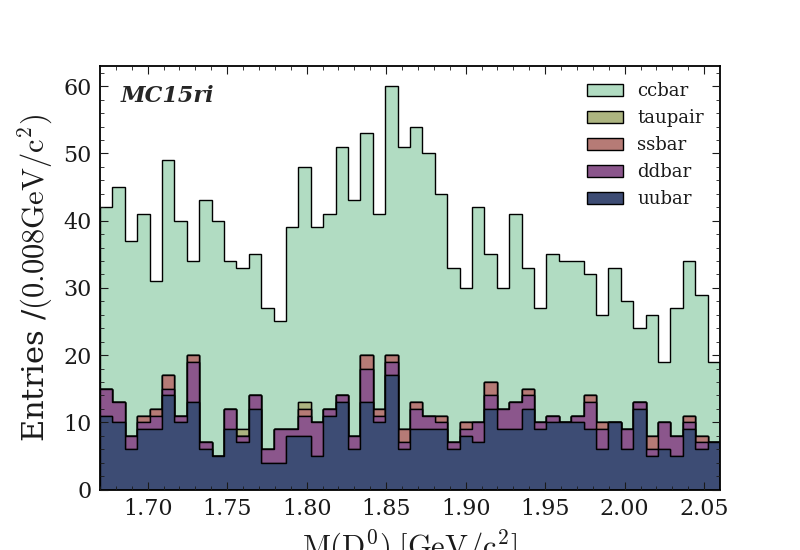 MC15ri
ccbar
taupair
ssbar
ddbar
uubar
Entries /(0.008GeV/c²)
60
50
40
30
20
10
0
1.70 1.75 1.80 1.85 1.90 1.95 2.00 2.05
M(D⁰) [GeV/c²]